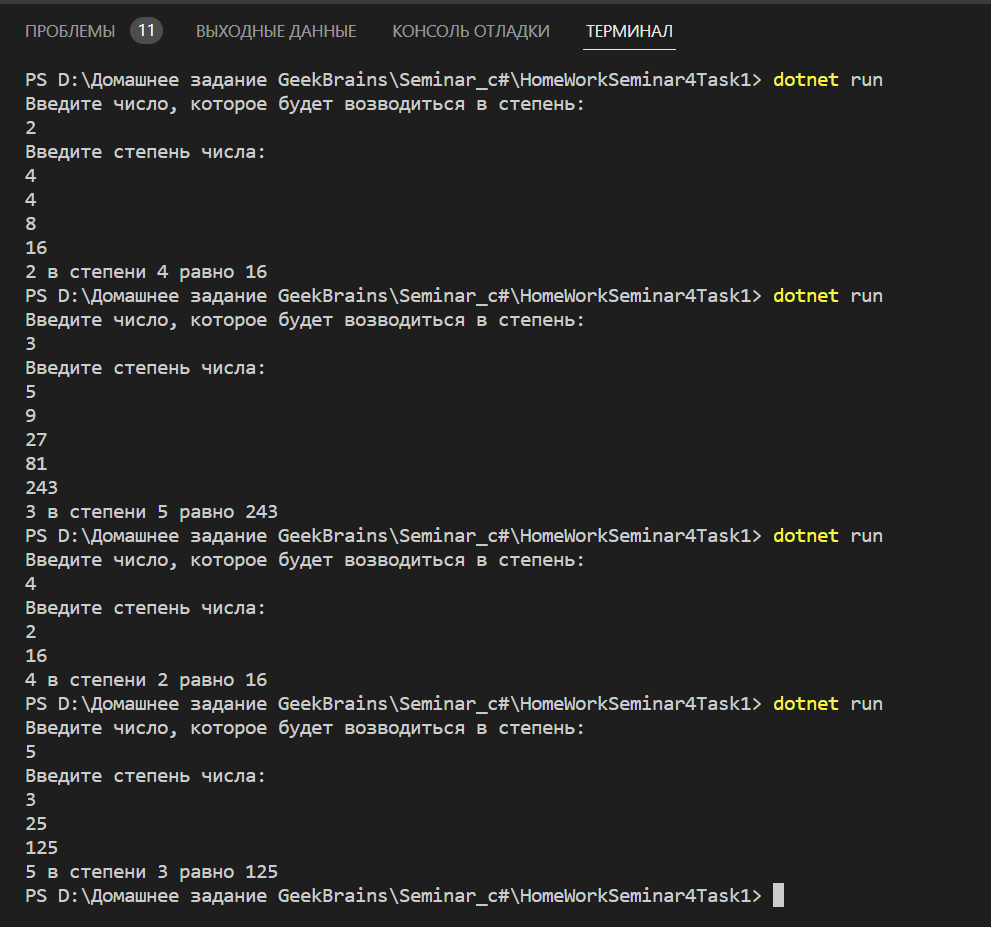 ПРОБЛЕМЫ 11 ВЫХОДНЫЕ ДАННЫЕ КОНСОЛЬ ОТЛАДКИ ТЕРМИНАЛ
PS D:\Домашнее задание GeekBrains\Seminar_c#\HomeWorkSeminar4Task1> dotnet run
Введите число, которое будет возводиться в степень:
2
Введите степень числа:
4
4
8
16
2 в степени 4 равно 16
PS D:\Домашнее задание GeekBrains\Seminar_c#\HomeWorkSeminar4Task1> dotnet run
Введите число, которое будет возводиться в степень:
3
Введите степень числа:
5
9
27
81
243
3 в степени 5 равно 243
PS D:\Домашнее задание GeekBrains\Seminar_c#\HomeWorkSeminar4Task1> dotnet run
Введите число, которое будет возводиться в степень:
4
Введите степень числа:
2
16
4 в степени 2 равно 16
PS D:\Домашнее задание GeekBrains\Seminar_c#\HomeWorkSeminar4Task1> dotnet run
Введите число, которое будет возводиться в степень:
5
Введите степень числа:
3
25
125
5 в степени 3 равно 125
PS D:\Домашнее задание GeekBrains\Seminar_c#\HomeWorkSeminar4Task1>